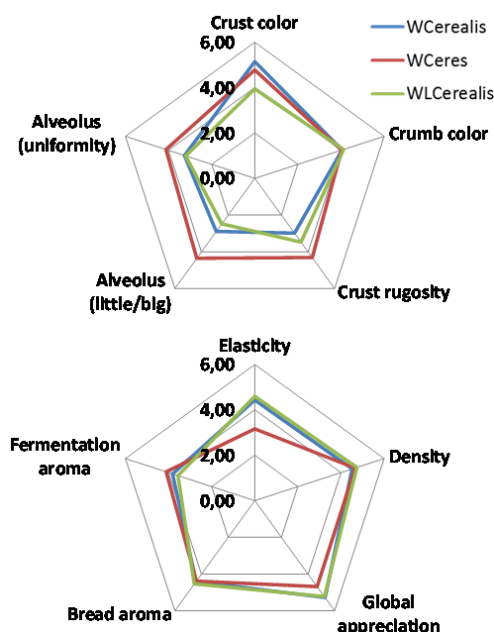 Crust color
6,00
WCerealis
WCeres
WLCerealis
4,00
Alveolus
(uniformity)
2,00
Crumb color
0,00
Alveolus
(little/big)
Crust rugosity
Elasticity
6,00
Fermentation
aroma
4,00
Density
2,00
0,00
Bread aroma
Global
appreciation